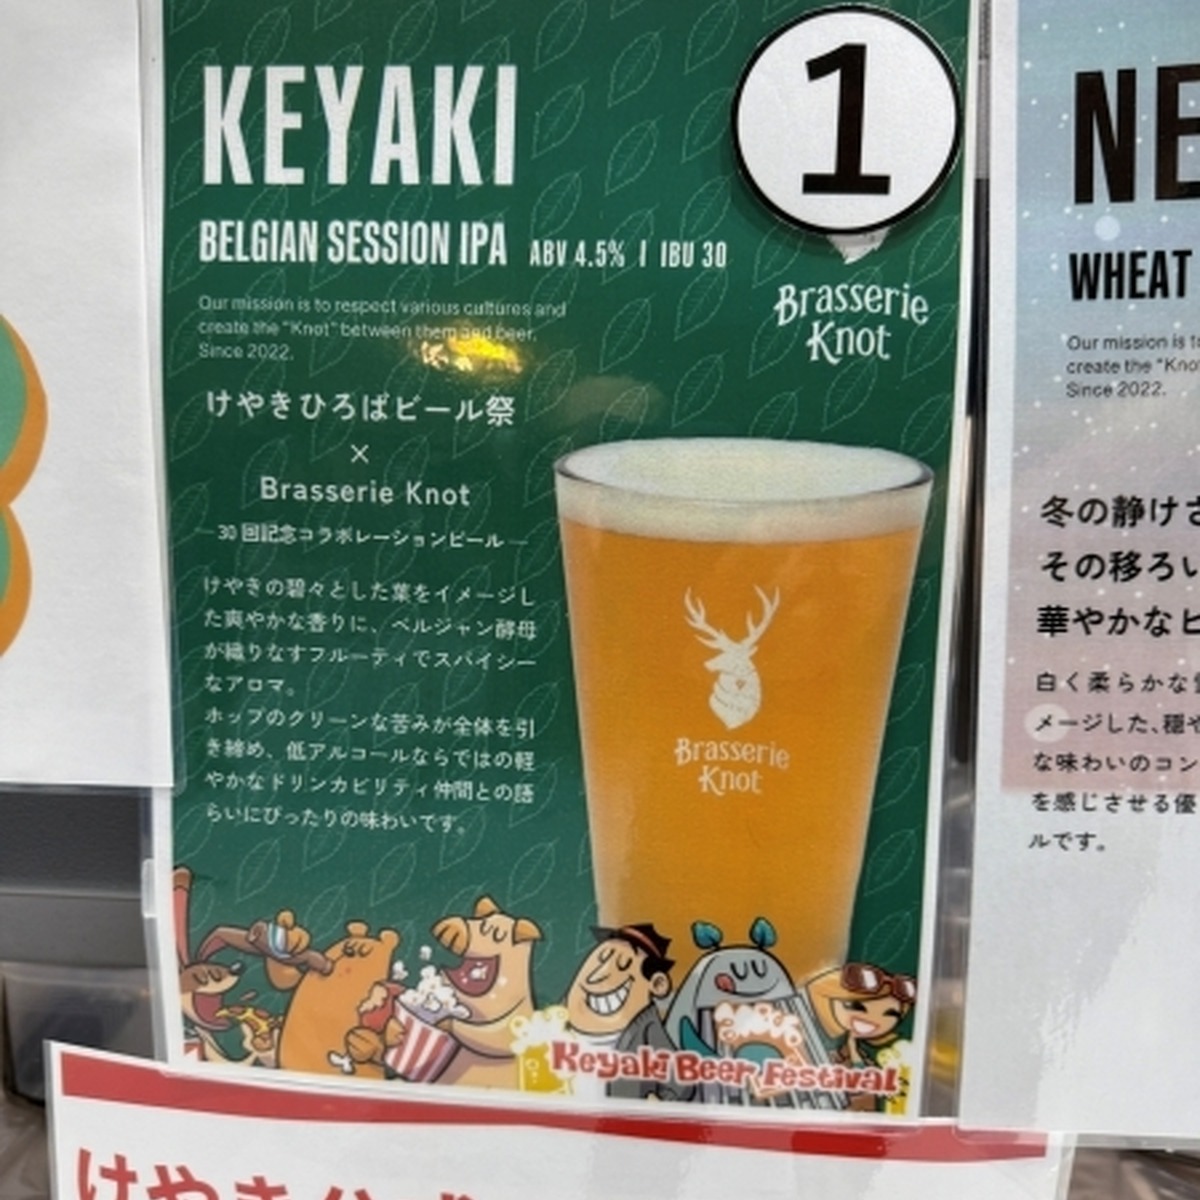 KEYAKI
1
BELGIAN SESSION IPA ABV 4.5% | IBU 30
Brasserie
Knot
Our mission is to respect various cultures and
create the "Knot" between them and beer.
Since 2022.
けやきひろばビール祭
×
Brasserie Knot
— 30回記念コラボレーションビール —
けやきの碧々とした葉をイメージし
た爽やかな香りに、ベルジャン酵母
が織りなすフルーティでスパイシー
なアロマ。
ホップのグリーンな苦みが全体を引
き締め、低アルコールならではの軽
やかなドリンカビリティ仲間との語
らいにぴったりの味わいです。
Brasserie
Knot
Keyaki Beer Festival
NE
WHEAT
Our mission is to
create the "Kno
Since 2022.
冬の静けさ
その移ろい
華やかなビ
白く柔らかな
メージした、穏や
な味わいのコン
を感じさせる優
ルです。
けやき